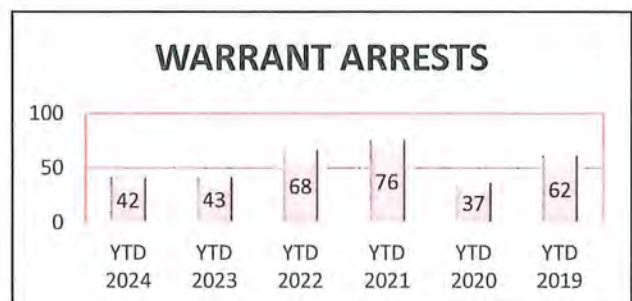 WARRANT ARRESTS
100
50
0
42 43 68 76 37 62
YTD YTD YTD YTD YTD YTD
2024 2023 2022 2021 2020 2019